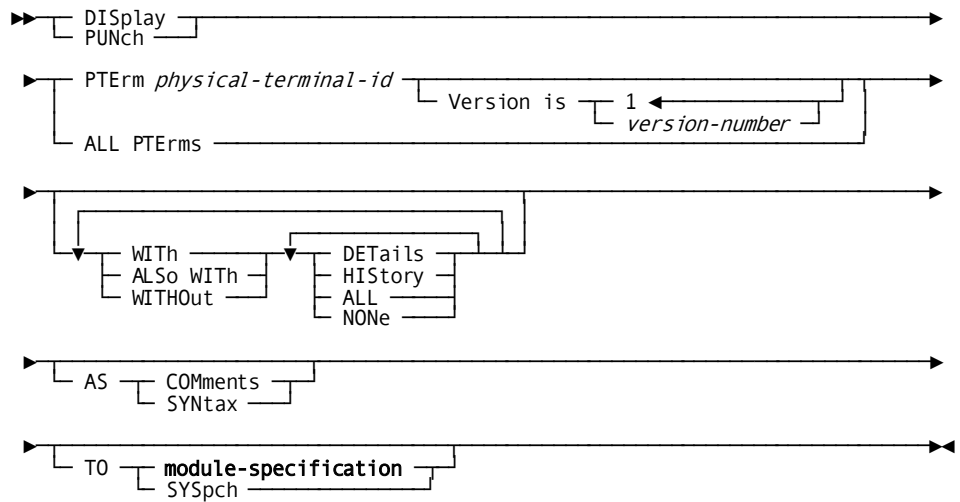 DISplay
PUNch
PTErm physical-terminal-id
Version is 1
version-number
ALL PTErms
WITh DETails
ALSo WITh HIStory
WITHOut ALL
NONe
AS COMments
SYNtax
TO module-specification
SYSpch